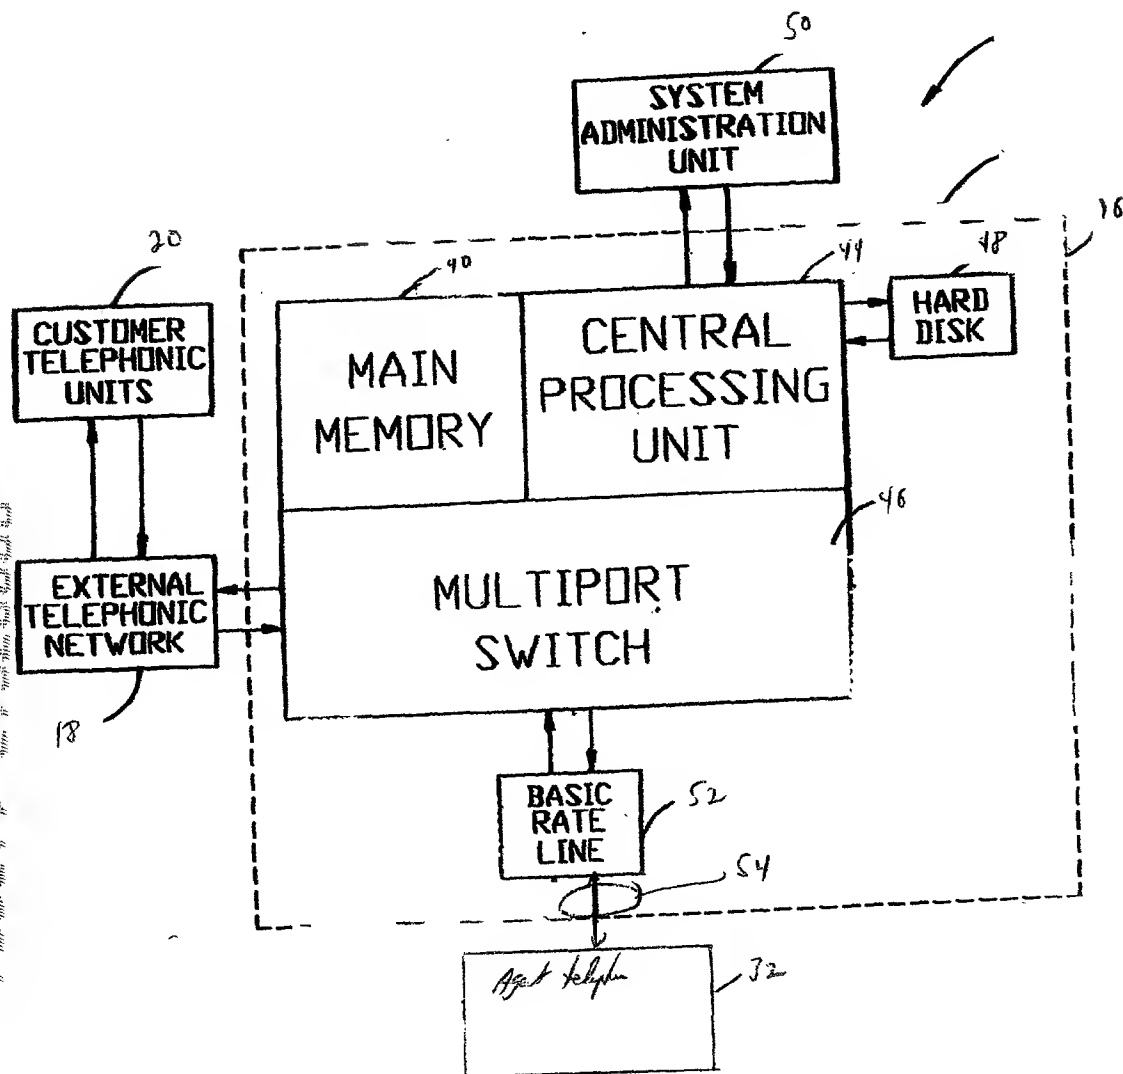 50
SYSTEM
ADMINISTRATION
UNIT
16
20
40
44
48
CUSTOMER
TELEPHONIC
UNITS
MAIN
MEMORY
CENTRAL
PROCESSING
UNIT
HARD
DISK
46
EXTERNAL
TELEPHONIC
NETWORK
MULTIPORT
SWITCH
18
BASIC
RATE
LINE
52
54
Agent
32